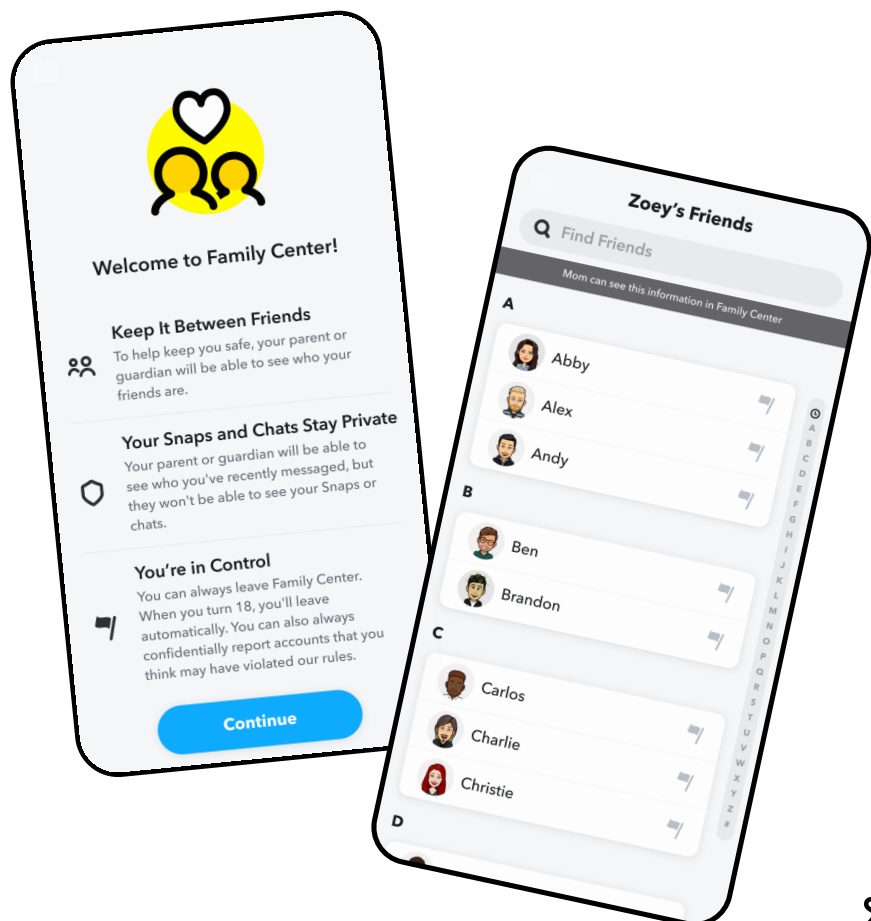 Welcome to Family Center!
Keep It Between Friends
To help keep you safe, your parent or
guardian will be able to see who your
friends are.
Your Snaps and Chats Stay Private
Your parent or guardian will be able to
see who you've recently messaged, but
they won't be able to see your Snaps or
chats.
You're in Control
You can always leave Family Center.
When you turn 18, you'll leave
automatically. You can also always
confidentially report accounts that you
think may have violated our rules.
Continue
Zoey's Friends
Find Friends
Mom can see this information in Family Center
A
Abby
Alex
Andy
B
Ben
Brandon
C
Carlos
Charlie
Christie
D
A
B
C
D
E
F
G
H
I
J
K
L
M
N
O
P
Q
R
S
T
U
V
W
X
Y
Z
#